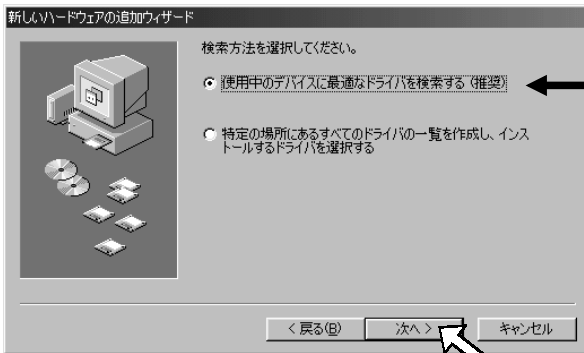 新しいハードウェアの追加ウィザード
検索方法を選択してください。
使用中のデバイスに最適なドライバを検索する (推奨)
特定の場所にあるすべてのドライバの一覧を作成し、インス
トールするドライバを選択する
< 戻る(B)
次へ >
キャンセル